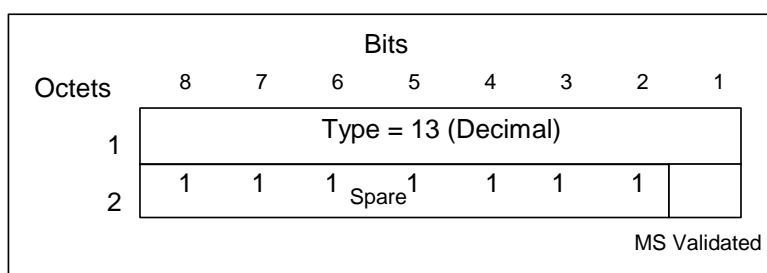 Bits
Octets 8 7 6 5 4 3 2 1
1 Type = 13 (Decimal)
2 1 1 1 Spare 1 1 1 1
MS Validated